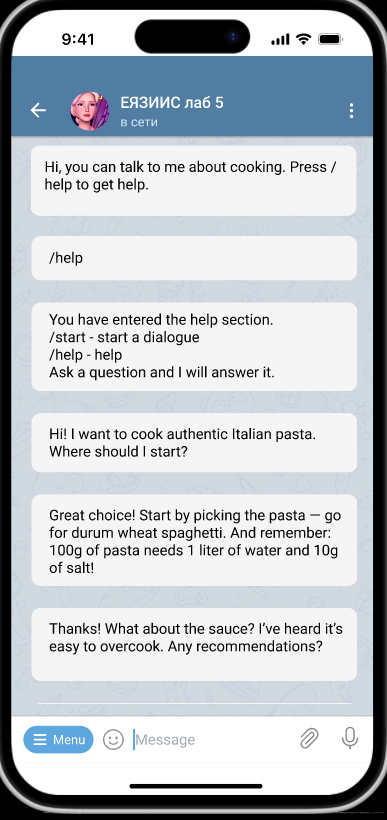 9:41
ЕЯЗИИС лаб 5
в сети
Hi, you can talk to me about cooking. Press /
help to get help.
/help
You have entered the help section.
/start - start a dialogue
/help - help
Ask a question and I will answer it.
Hi! I want to cook authentic Italian pasta.
Where should I start?
Great choice! Start by picking the pasta — go
for durum wheat spaghetti. And remember:
100g of pasta needs 1 liter of water and 10g
of salt!
Thanks! What about the sauce? I’ve heard it’s
easy to overcook. Any recommendations?
Menu
Message